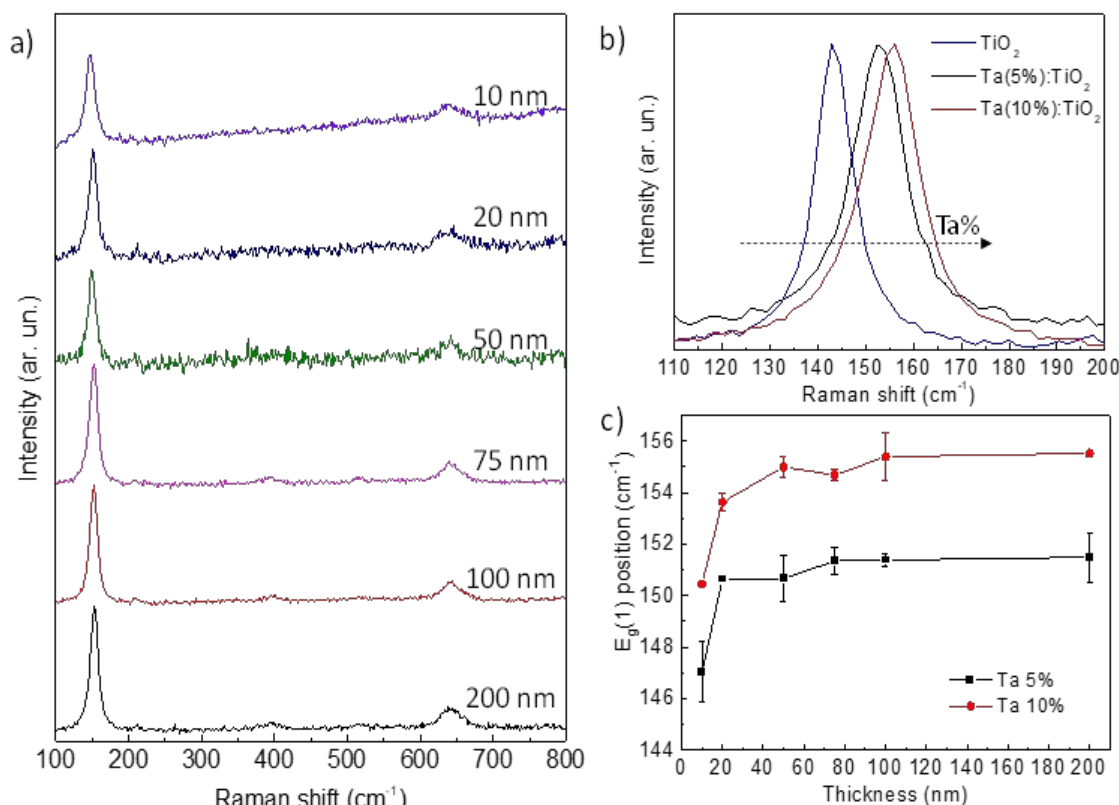 a)
10 nm
20 nm
50 nm
75 nm
100 nm
200 nm
Intensity (ar. un.)
100 200 300 400 500 600 700 800
Raman shift (cm⁻¹)
b)
TiO₂
Ta(5%):TiO₂
Ta(10%):TiO₂
Ta%
Intensity (ar. un.)
110 120 130 140 150 160 170 180 190 200
Raman shift (cm⁻¹)
c)
156
154
152
150
148
146
144
E_g(1) position (cm⁻¹)
Ta 5%
Ta 10%
0 20 40 60 80 100 120 140 160 180 200
Thickness (nm)